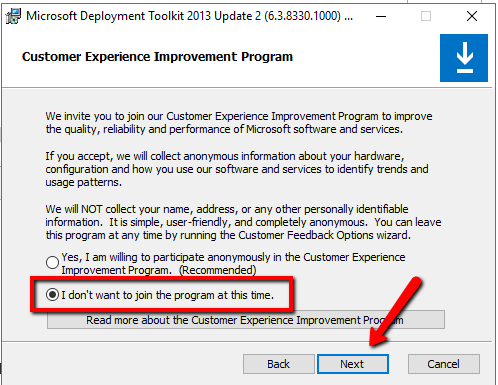 Microsoft Deployment Toolkit 2013 Update 2 (6.3.8330.1000) ...
Customer Experience Improvement Program
We invite you to join our Customer Experience Improvement Program to improve
the quality, reliability and performance of Microsoft software and services.
If you accept, we will collect anonymous information about your hardware,
configuration and how you use our software and services to identify trends and
usage patterns.
We will NOT collect your name, address, or any other personally identifiable
information.  It is simple, user-friendly, and completely anonymous. You can leave
this program at any time by running the Customer Feedback Options wizard.
Yes, I am willing to participate anonymously in the Customer Experience
Improvement Program.  (Recommended)
I don't want to join the program at this time.
Read more about the Customer Experience Improvement Program
Back
Next
Cancel